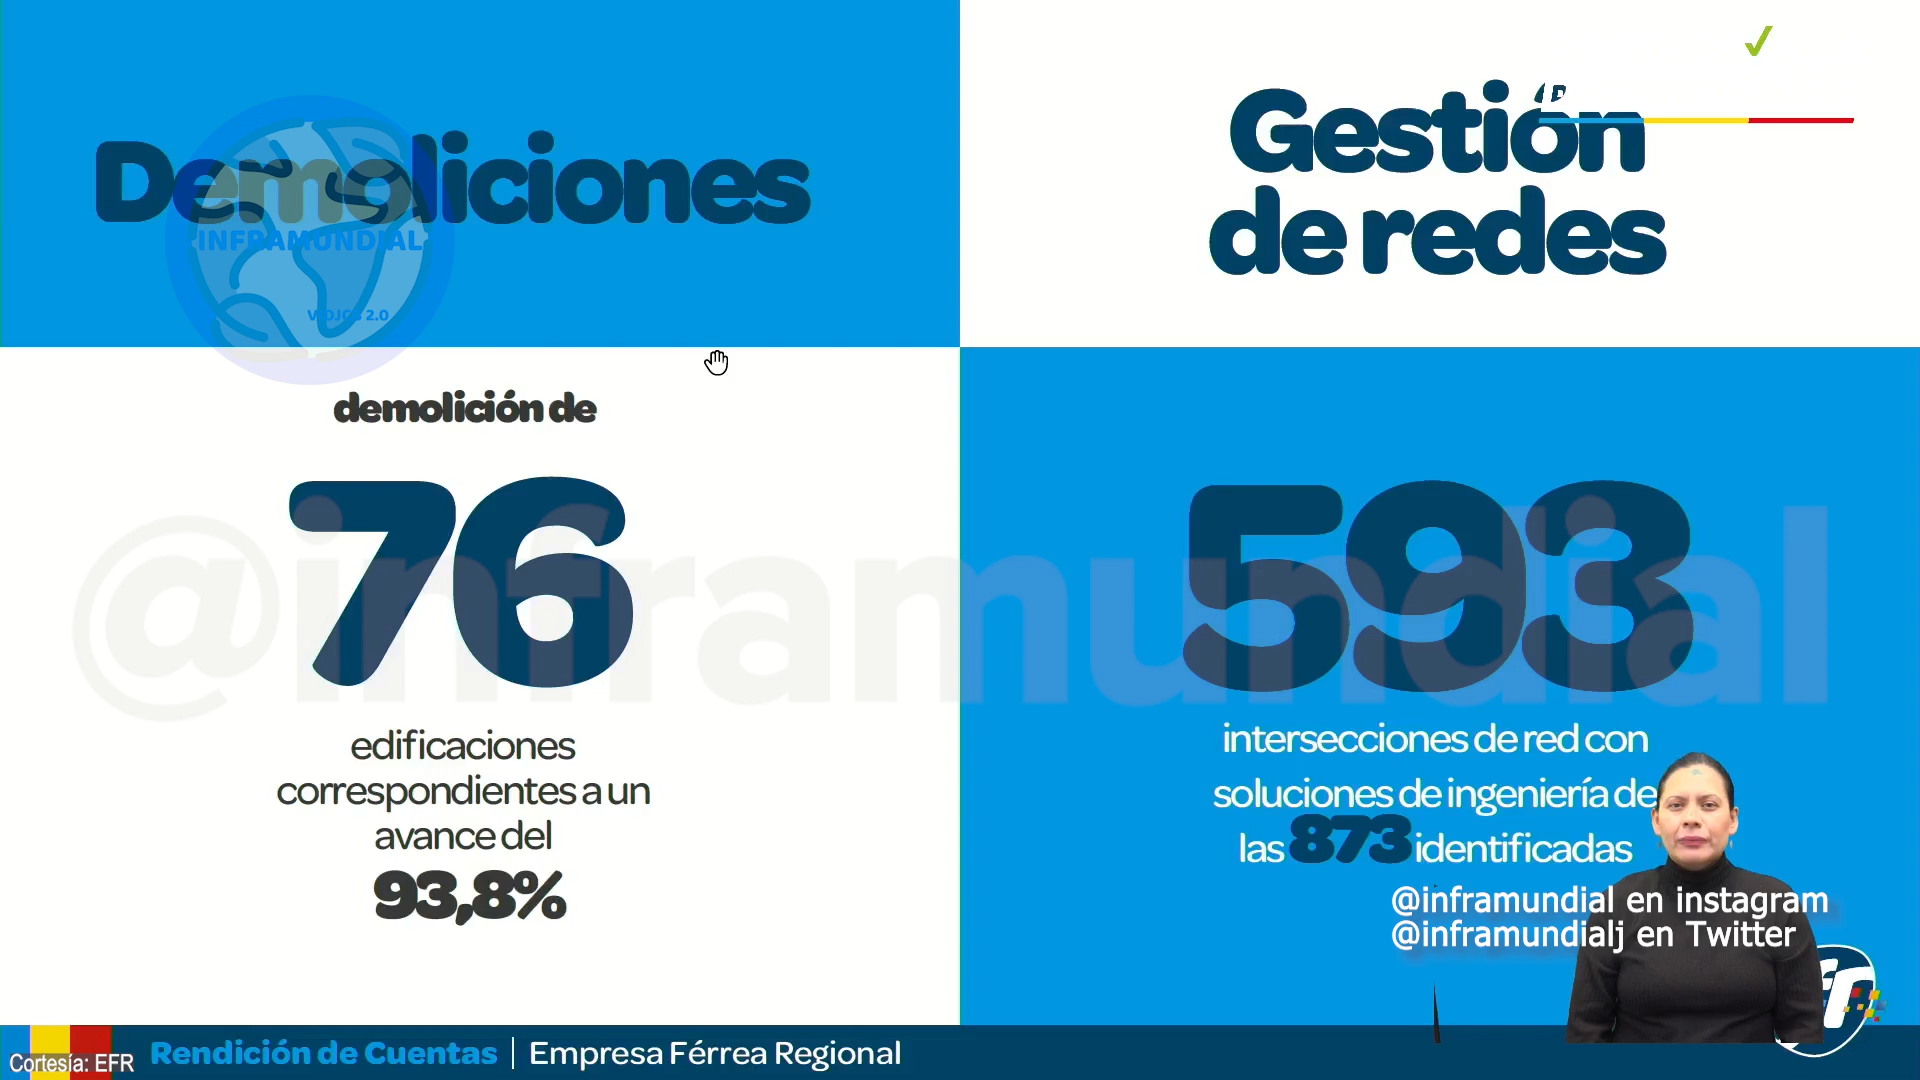 Demoliciones
INFRAMUNDIAL
2.0
demolición de
76
edificaciones
correspondientes a un
avance del
93,8%
Gestión
de redes
593
intersecciones de red con
soluciones de ingeniería de
las 873 identificadas
@inframundial
@inframundial en instagram
@inframundialj en Twitter
Cortesía: EFR
Rendición de Cuentas | Empresa Férrea Regional